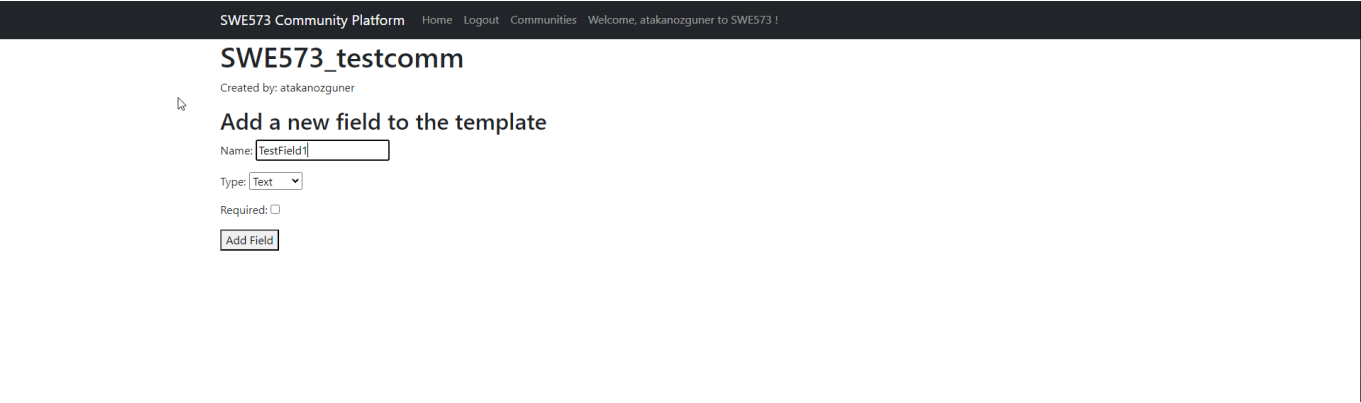 SWE573 Community Platform Home Logout Communities Welcome, atakanozguner to SWE573 !
SWE573_testcomm
Created by: atakanozguner
Add a new field to the template
Name: TestField1
Type: Text
Required:
Add Field